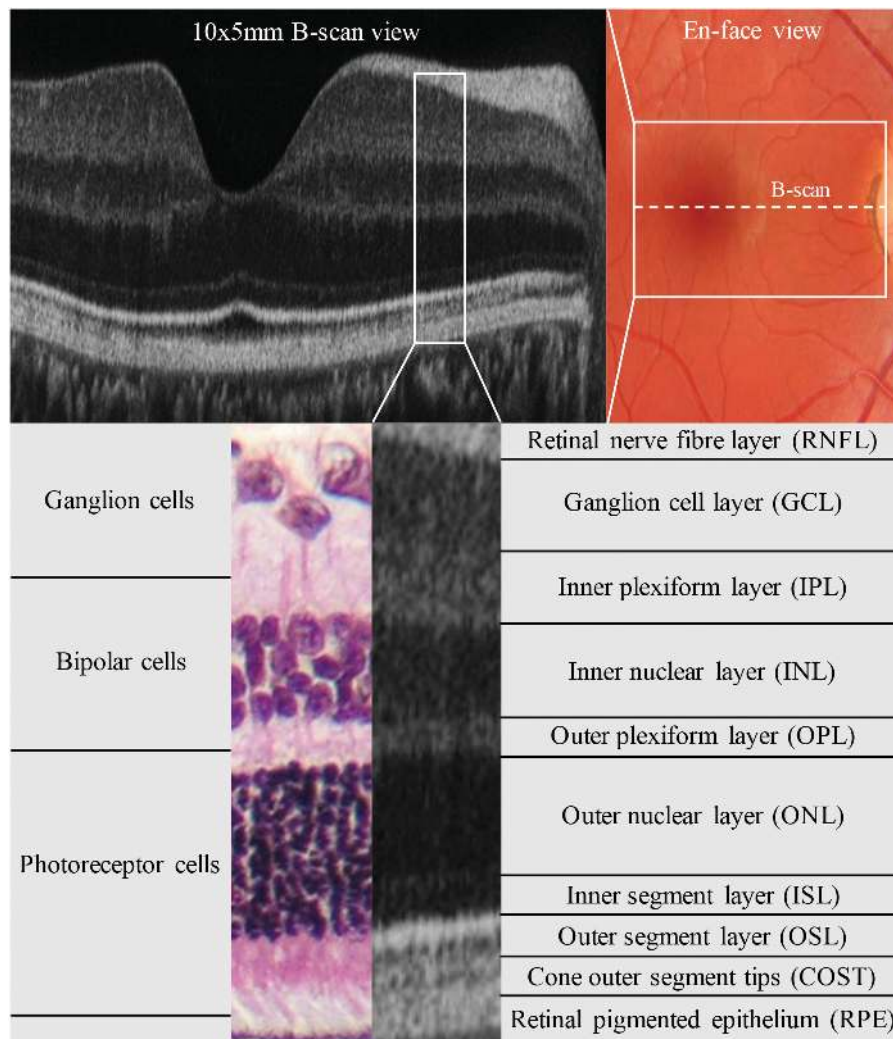 10x5mm B-scan view
En-face view
B-scan
Ganglion cells
Bipolar cells
Photoreceptor cells
Retinal nerve fibre layer (RNFL)
Ganglion cell layer (GCL)
Inner plexiform layer (IPL)
Inner nuclear layer (INL)
Outer plexiform layer (OPL)
Outer nuclear layer (ONL)
Inner segment layer (ISL)
Outer segment layer (OSL)
Cone outer segment tips (COST)
Retinal pigmented epithelium (RPE)